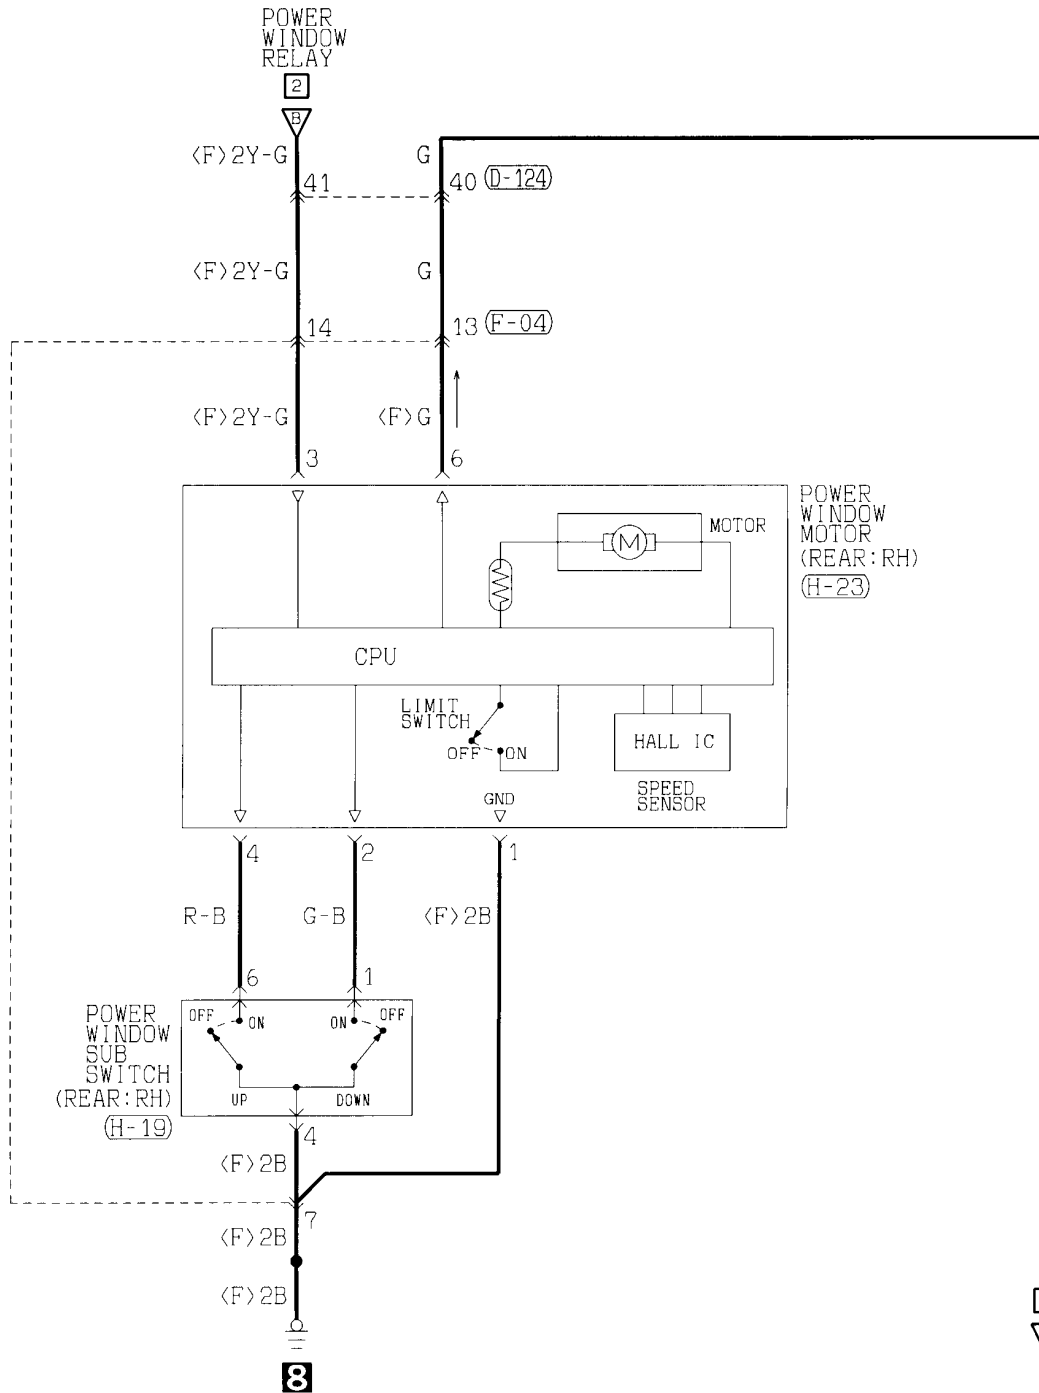 POWER
WINDOW
RELAY
2
B
<F>2Y-G
G
41
40 (D-124)
<F>2Y-G
G
14
13 (F-04)
<F>2Y-G
<F>G
3
6
POWER
WINDOW
MOTOR
(REAR:RH)
(H-23)
MOTOR
M
CPU
LIMIT
SWITCH
OFF
ON
HALL IC
SPEED
SENSOR
GND
4
2
1
R-B
G-B
<F>2B
6
1
POWER
WINDOW
SUB
SWITCH
(REAR:RH)
(H-19)
OFF
ON
ON
OFF
UP
DOWN
4
<F>2B
7
<F>2B
<F>2B
8